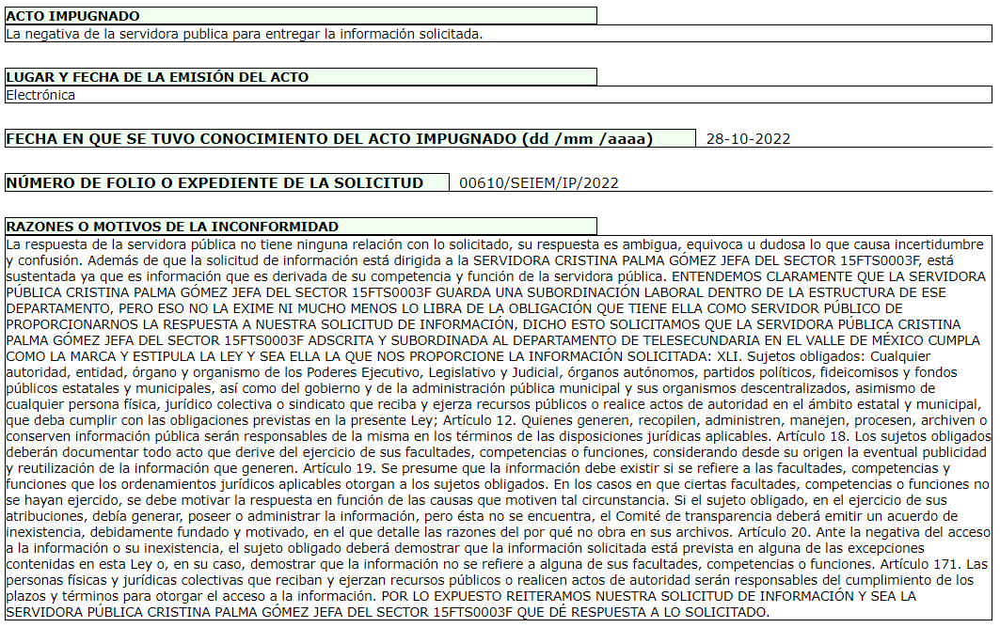 ACTO IMPUGNADO
La negativa de la servidora publica para entregar la información solicitada.
LUGAR Y FECHA DE LA EMISIÓN DEL ACTO
Electrónica
FECHA EN QUE SE TUVO CONOCIMIENTO DEL ACTO IMPUGNADO (dd /mm /aaaa) 28-10-2022
NÚMERO DE FOLIO O EXPEDIENTE DE LA SOLICITUD 00610/SEIEM/IP/2022
RAZONES O MOTIVOS DE LA INCONFORMIDAD
La respuesta de la servidora pública no tiene ninguna relación con lo solicitado, su respuesta es ambigua, equivoca u dudosa lo que causa incertidumbre
y confusión. Además de que la solicitud de información está dirigida a la SERVIDORA CRISTINA PALMA GÓMEZ JEFA DEL SECTOR 15FTS0003F, está
sustentada ya que es información que es derivada de su competencia y función de la servidora pública. ENTENDEMOS CLARAMENTE QUE LA SERVIDORA
PÚBLICA CRISTINA PALMA GÓMEZ JEFA DEL SECTOR 15FTS0003F GUARDA UNA SUBORDINACIÓN LABORAL DENTRO DE LA ESTRUCTURA DE ESE
DEPARTAMENTO, PERO ESO NO LA EXIME NI MUCHO MENOS LO LIBRA DE LA OBLIGACIÓN QUE TIENE ELLA COMO SERVIDOR PÚBLICO DE
PROPORCIONARNOS LA RESPUESTA A NUESTRA SOLICITUD DE INFORMACIÓN, DICHO ESTO SOLICITAMOS QUE LA SERVIDORA PÚBLICA CRISTINA
PALMA GÓMEZ JEFA DEL SECTOR 15FTS0003F ADSCRITA Y SUBORDINADA AL DEPARTAMENTO DE TELESECUNDARIA EN EL VALLE DE MÉXICO CUMPLA
COMO LA MARCA Y ESTIPULA LA LEY Y SEA ELLA LA QUE NOS PROPORCIONE LA INFORMACIÓN SOLICITADA: XLI. Sujetos obligados: Cualquier
autoridad, entidad, órgano y organismo de los Poderes Ejecutivo, Legislativo y Judicial, órganos autónomos, partidos políticos, fideicomisos y fondos
públicos estatales y municipales, así como del gobierno y de la administración pública municipal y sus organismos descentralizados, asimismo de
cualquier persona física, jurídico colectiva o sindicato que reciba y ejerza recursos públicos o realice actos de autoridad en el ámbito estatal y municipal,
que deba cumplir con las obligaciones previstas en la presente Ley; Artículo 12. Quienes generen, recopilen, administren, manejen, procesen, archiven o
conserven información pública serán responsables de la misma en los términos de las disposiciones jurídicas aplicables. Artículo 18. Los sujetos obligados
deberán documentar todo acto que derive del ejercicio de sus facultades, competencias o funciones, considerando desde su origen la eventual publicidad
y reutilización de la información que generen. Artículo 19. Se presume que la información debe existir si se refiere a las facultades, competencias y
funciones que los ordenamientos jurídicos aplicables otorgan a los sujetos obligados. En los casos en que ciertas facultades, competencias o funciones no
se hayan ejercido, se debe motivar la respuesta en función de las causas que motiven tal circunstancia. Si el sujeto obligado, en el ejercicio de sus
atribuciones, debía generar, poseer o administrar la información, pero ésta no se encuentra, el Comité de transparencia deberá emitir un acuerdo de
inexistencia, debidamente fundado y motivado, en el que detalle las razones del por qué no obra en sus archivos. Artículo 20. Ante la negativa del acceso
a la información o su inexistencia, el sujeto obligado deberá demostrar que la información solicitada está prevista en alguna de las excepciones
contenidas en esta Ley o, en su caso, demostrar que la información no se refiere a alguna de sus facultades, competencias o funciones. Artículo 171. Las
personas físicas y jurídicas colectivas que reciban y ejerzan recursos públicos o realicen actos de autoridad serán responsables del cumplimiento de los
plazos y términos para otorgar el acceso a la información. POR LO EXPUESTO REITERAMOS NUESTRA SOLICITUD DE INFORMACIÓN Y SEA LA
SERVIDORA PÚBLICA CRISTINA PALMA GÓMEZ JEFA DEL SECTOR 15FTS0003F QUE DÉ RESPUESTA A LO SOLICITADO.